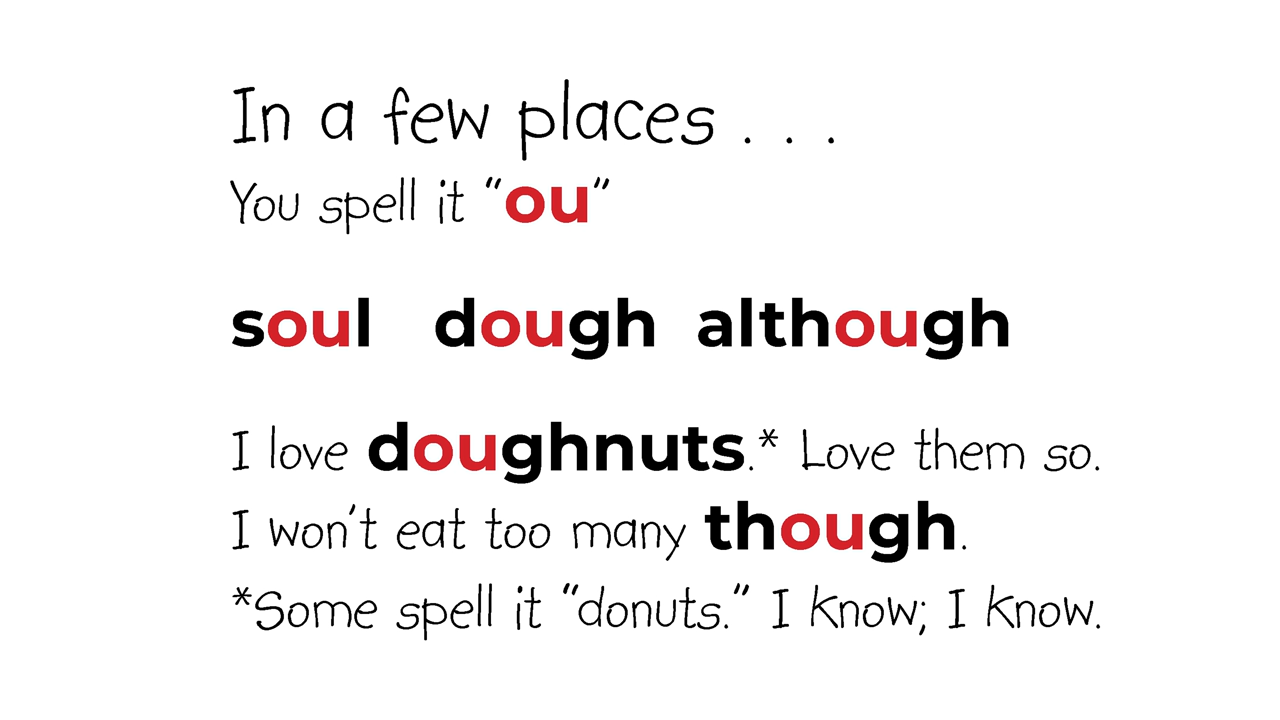 In a few places . . .
You spell it "ou"
soul dough although
I love doughnuts.* Love them so.
I won't eat too many though.
*Some spell it "donuts." I know; I know.